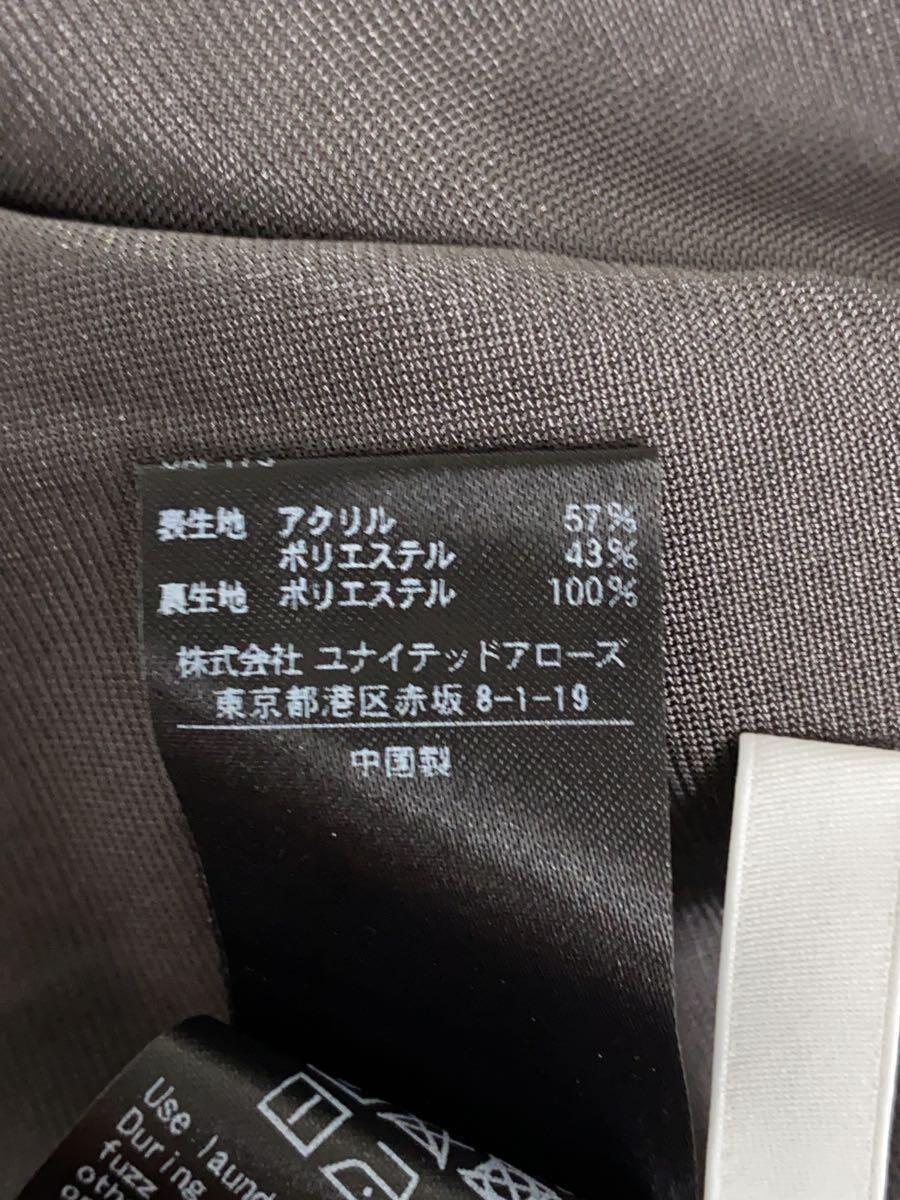 表生地 アクリル 57%
ポリエステル 43%
裏生地 ポリエステル 100%
株式会社 ユナイテッドアローズ
東京都港区赤坂 8-1-19
中国製
Use laund
During
fuzz
othe